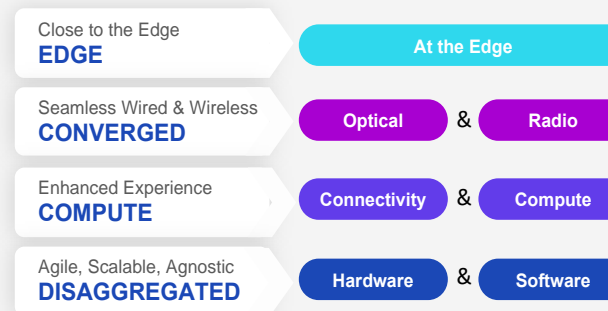 Close to the Edge
EDGE
At the Edge
Seamless Wired & Wireless
CONVERGED
Optical & Radio
Enhanced Experience
COMPUTE
Connectivity & Compute
Agile, Scalable, Agnostic
DISAGGREGATED
Hardware & Software